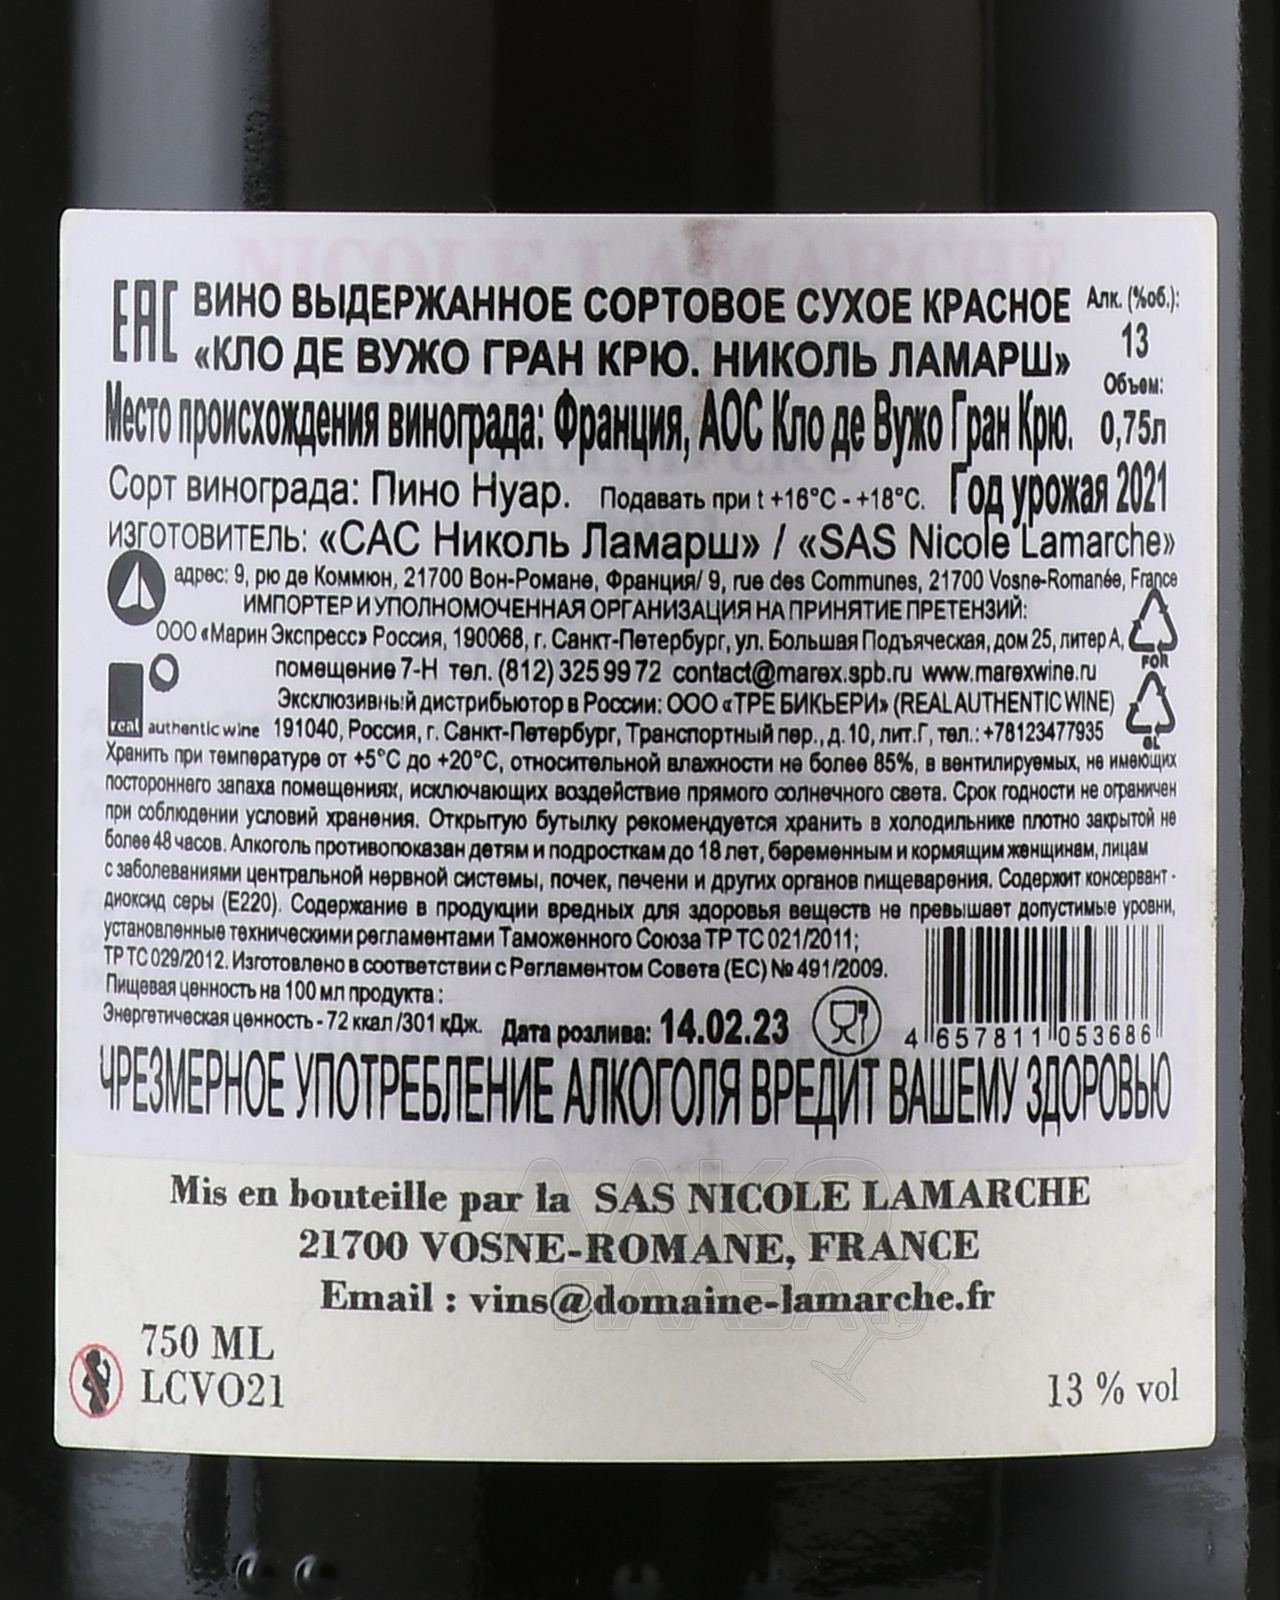 NICOLE LAMARCHE
EAC ВИНО ВЫДЕРЖАННОЕ СОРТОВОЕ СУХОЕ КРАСНОЕ Алк. (%об.):
«КЛО ДЕ ВУЖО ГРАН КРЮ. НИКОЛЬ ЛАМАРШ» 13
Объем:
Место происхождения винограда: Франция, АОС Кло де Вужо Гран Крю. 0,75л
Сорт винограда: Пино Нуар. Подавать при t +16°C - +18°C. Год урожая 2021
ИЗГОТОВИТЕЛЬ: «САС Николь Ламарш» / «SAS Nicole Lamarche»
адрес: 9, рю де Коммюн, 21700 Вон-Романе, Франция/ 9, rue des Communes, 21700 Vosne-Romanée, France
ИМПОРТЕР И УПОЛНОМОЧЕННАЯ ОРГАНИЗАЦИЯ НА ПРИНЯТИЕ ПРЕТЕНЗИЙ:
ООО «Марин Экспресс» Россия, 190068, г. Санкт-Петербург, ул. Большая Подъяческая, дом 25, литер А,
FOR
помещение 7-Н тел. (812) 325 99 72 contact@marex.spb.ru www.marexwine.ru
Эксклюзивный дистрибьютор в России: ООО «ТРЕ БИКЬЕРИ» (REAL AUTHENTIC WINE)
real authentic wine 191040, Россия, г. Санкт-Петербург, Транспортный пер., д. 10, лит.Г, тел.: +78123477935
GL
Хранить при температуре от +5°C до +20°C, относительной влажности не более 85%, в вентилируемых, не имеющих
постороннего запаха помещениях, исключающих воздействие прямого солнечного света. Срок годности не ограничен
при соблюдении условий хранения. Открытую бутылку рекомендуется хранить в холодильнике плотно закрытой не
более 48 часов. Алкоголь противопоказан детям и подросткам до 18 лет, беременным и кормящим женщинам, лицам
с заболеваниями центральной нервной системы, почек, печени и других органов пищеварения. Содержит консервант -
диоксид серы (E220). Содержание в продукции вредных для здоровья веществ не превышает допустимые уровни,
установленные техническими регламентами Таможенного Союза ТР ТС 021/2011;
ТР ТС 029/2012. Изготовлено в соответствии с Регламентом Совета (ЕС) № 491/2009.
Пищевая ценность на 100 мл продукта :
Энергетическая ценность - 72 ккал /301 кДж. Дата розлива: 14.02.23
4 657811 053686
ЧРЕЗМЕРНОЕ УПОТРЕБЛЕНИЕ АЛКОГОЛЯ ВРЕДИТ ВАШЕМУ ЗДОРОВЬЮ
Mis en bouteille par la SAS NICOLE LAMARCHE
21700 VOSNE-ROMANE, FRANCE
Email : vins@domaine-lamarche.fr
АЛКО
ПЛАЗА
.ru
750 ML
LCVO21
13 % vol